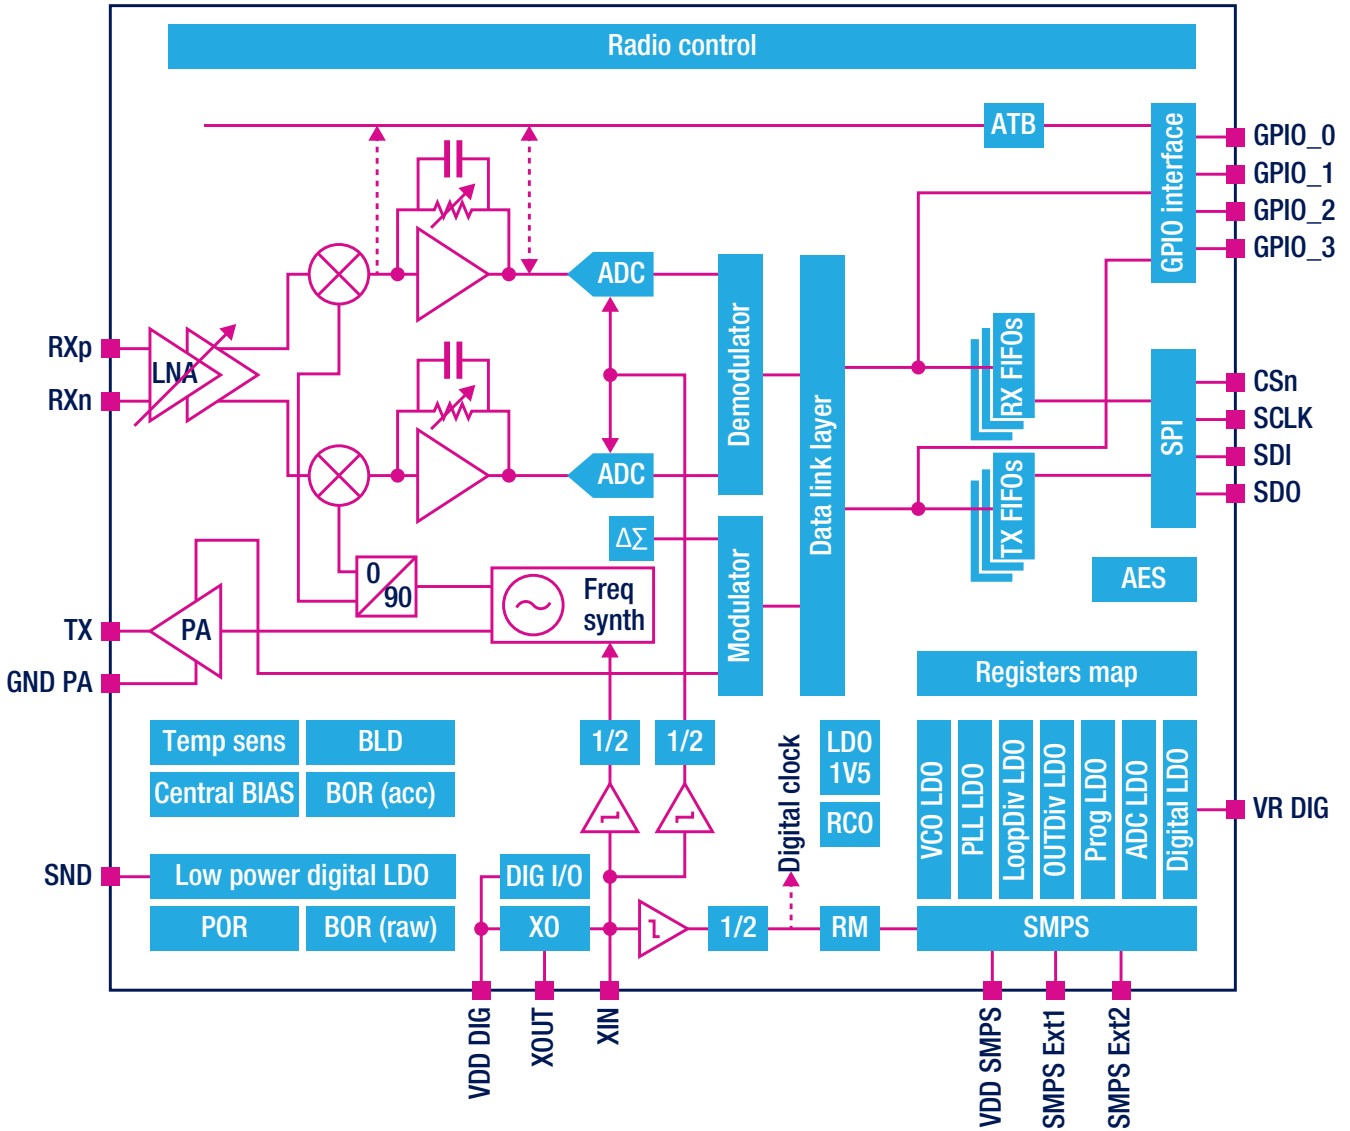 Radio control
ATB
GPIO interface
GPIO_0
GPIO_1
GPIO_2
GPIO_3
ADC
RXp
RXn
LNA
Demodulator
Data link layer
RX FIFOs
SPI
CSn
SCLK
SDI
SDO
ADC
TX FIFOs
ΔΣ
Modulator
AES
0
90
Freq
synth
TX
PA
GND PA
Registers map
Temp sens
BLD
1/2
1/2
Digital clock
LDO
1V5
VCO LDO
PLL LDO
LoopDiv LDO
OUTDiv LDO
Prog LDO
ADC LDO
Digital LDO
Central BIAS
BOR (acc)
RCO
VR DIG
SND
Low power digital LDO
DIG I/O
POR
BOR (raw)
XO
1/2
RM
SMPS
VDD DIG
XOUT
XIN
VDD SMPS
SMPS Ext1
SMPS Ext2